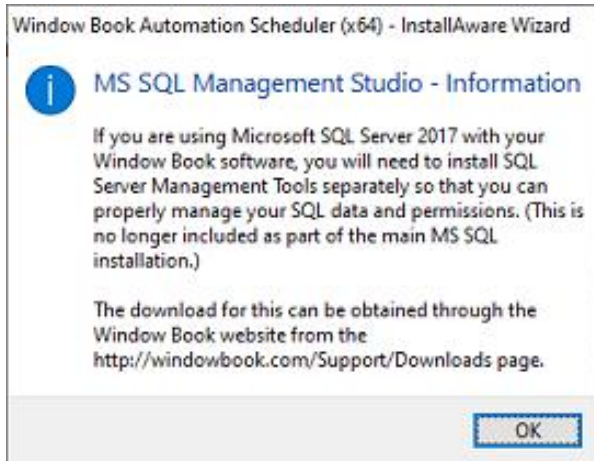 Window Book Automation Scheduler (x64) - InstallAware Wizard
MS SQL Management Studio - Information
If you are using Microsoft SQL Server 2017 with your
Window Book software, you will need to install SQL
Server Management Tools separately so that you can
properly manage your SQL data and permissions. (This is
no longer included as part of the main MS SQL
installation.)
The download for this can be obtained through the
Window Book website from the
http://windowbook.com/Support/Downloads page.
OK